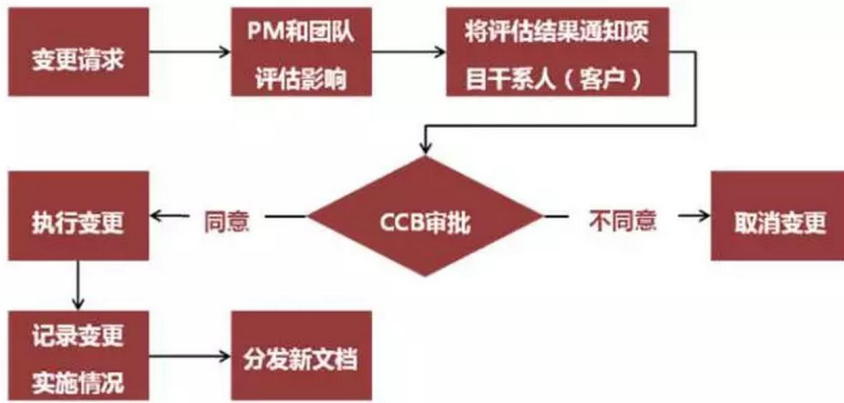 变更请求
PM和团队
评估影响
将评估结果通知项
目干系人（客户）
执行变更
同意
CCB审批
不同意
取消变更
记录变更
实施情况
分发新文档